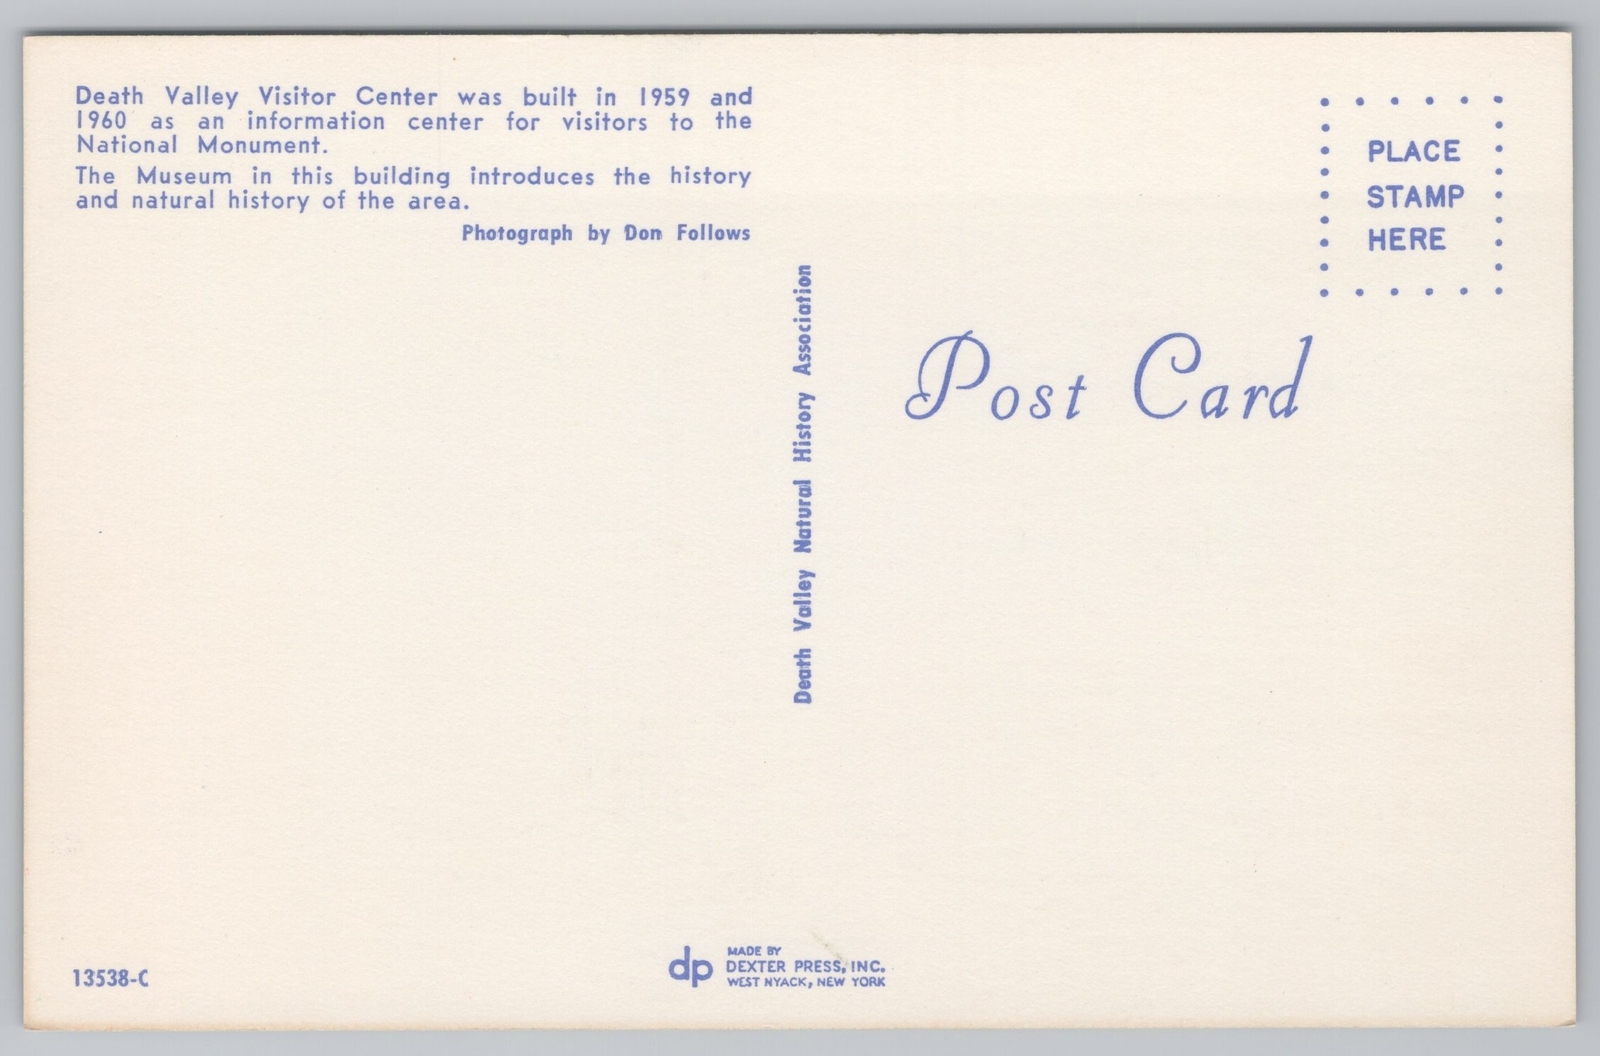 Death Valley Visitor Center was built in 1959 and
1960 as an information center for visitors to the
National Monument.
The Museum in this building introduces the history
and natural history of the area.
Photograph by Don Follows
Death Valley Natural History Association
PLACE
STAMP
HERE
Post Card
13538-C
dp
MADE BY
DEXTER PRESS, INC.
WEST NYACK, NEW YORK